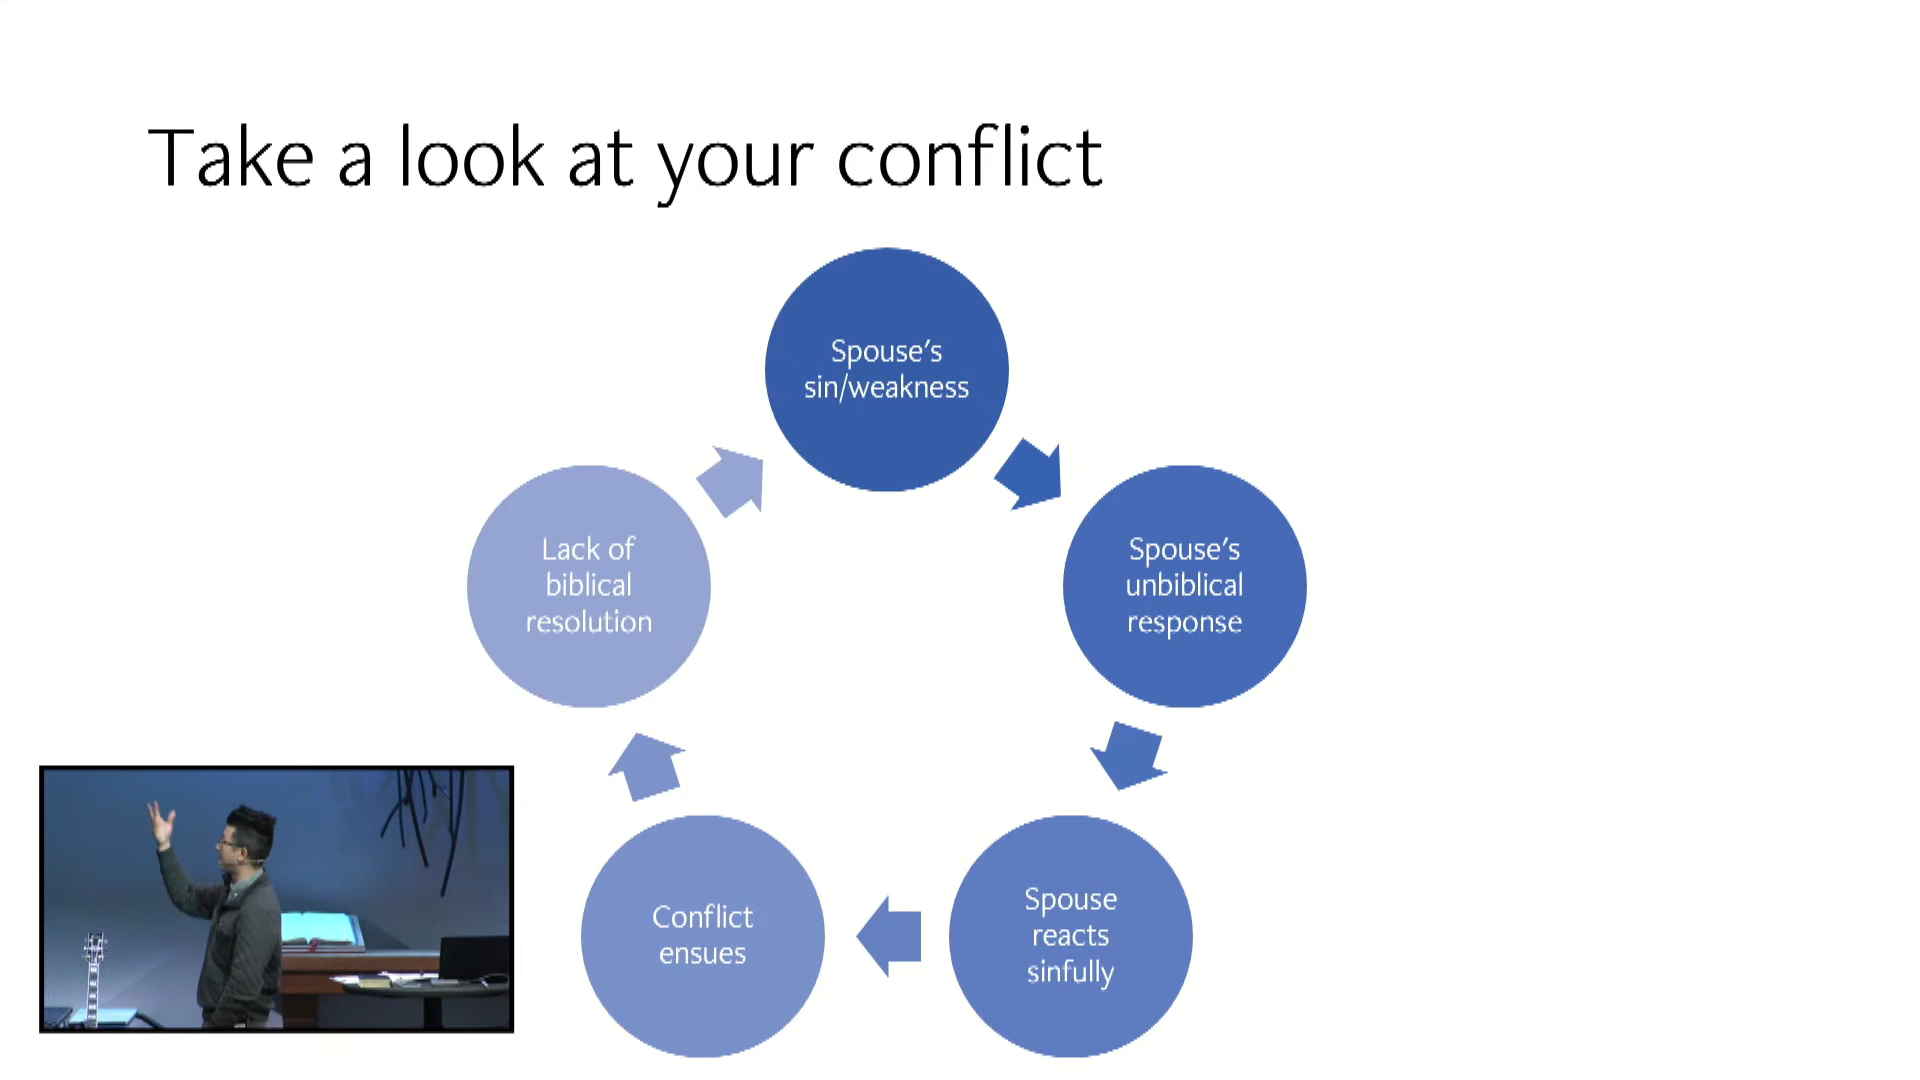 Take a look at your conflict
Spouse's
sin/weakness
Spouse's
unbiblical
response
Spouse
reacts
sinfully
Conflict
ensues
Lack of
biblical
resolution